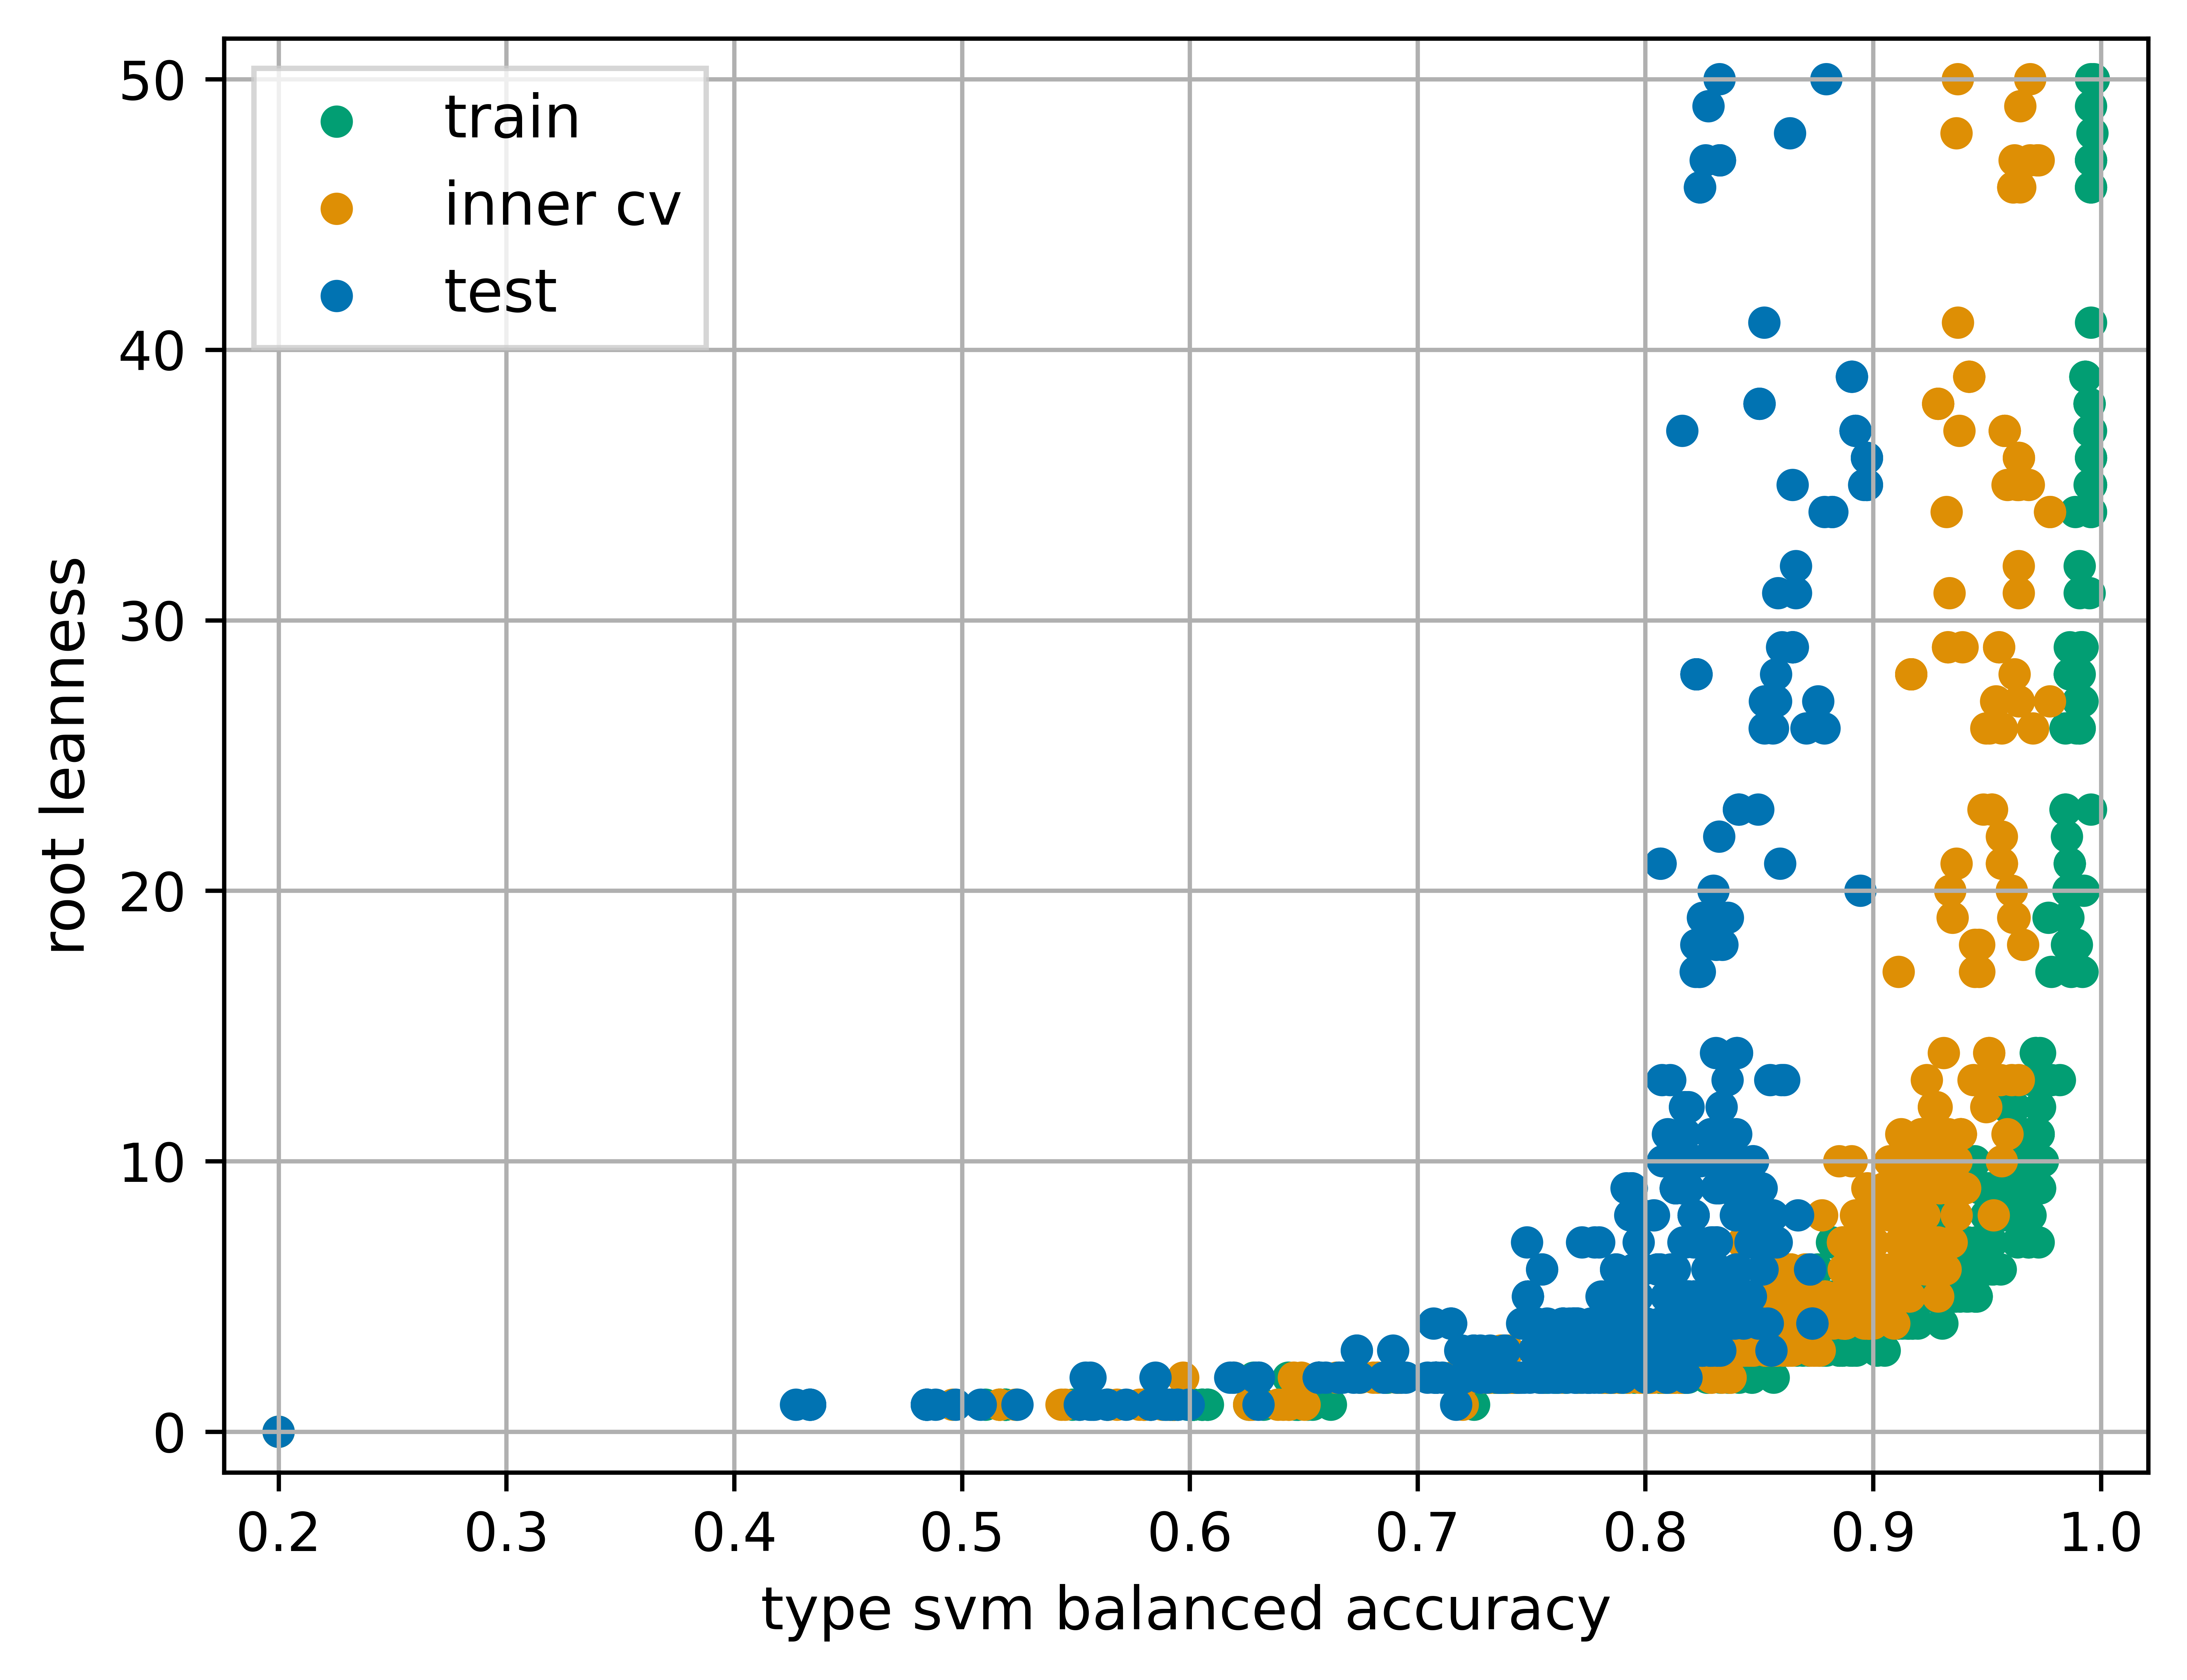 50
40
30
20
10
0
root leanness
train
inner cv
test
0.2 0.3 0.4 0.5 0.6 0.7 0.8 0.9 1.0
type svm balanced accuracy